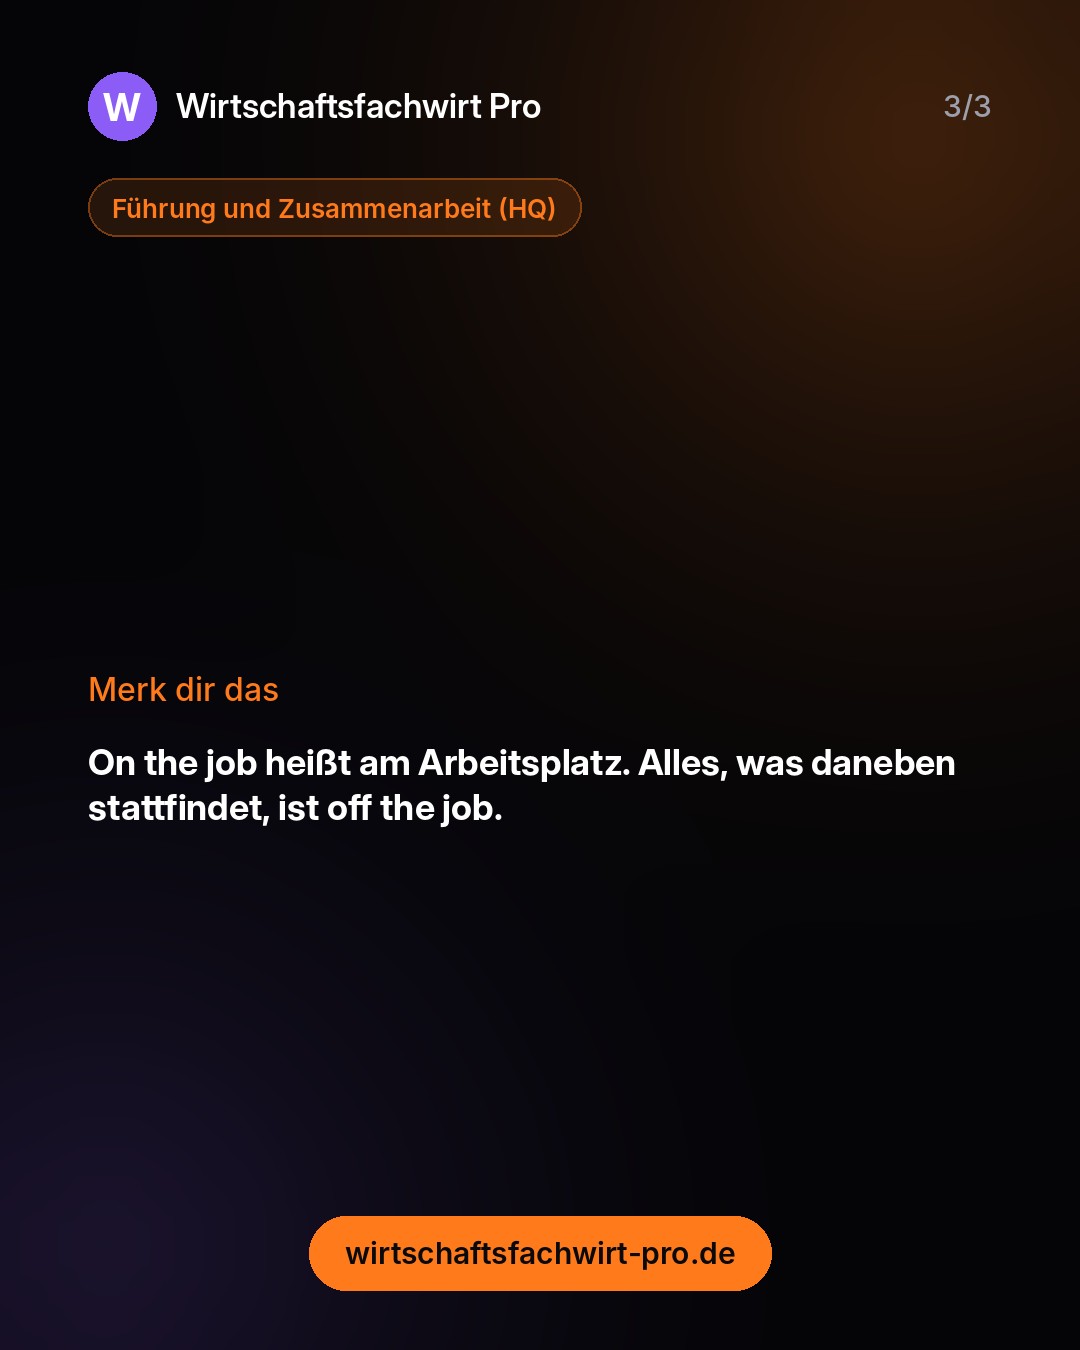 W Wirtschaftsfachwirt Pro 3/3
Führung und Zusammenarbeit (HQ)
Merk dir das
On the job heißt am Arbeitsplatz. Alles, was daneben
stattfindet, ist off the job.
wirtschaftsfachwirt-pro.de